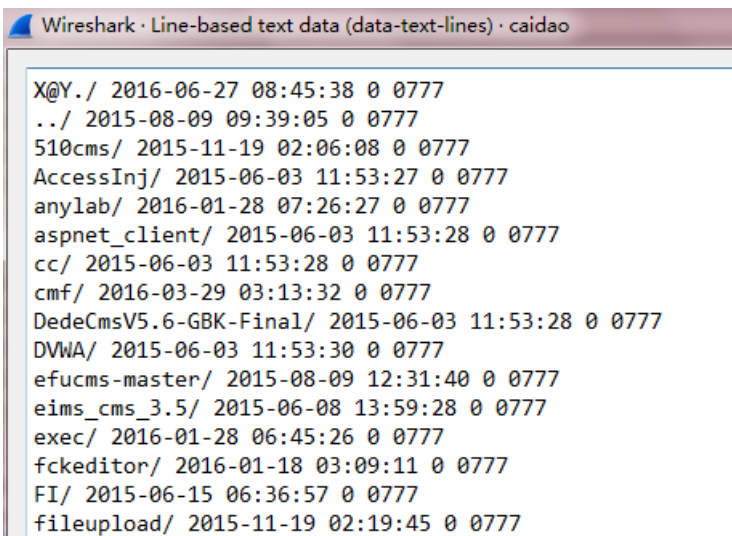 Wireshark · Line-based text data (data-text-lines) · caidao
X@Y./ 2016-06-27 08:45:38 0 0777
../ 2015-08-09 09:39:05 0 0777
510cms/ 2015-11-19 02:06:08 0 0777
AccessInj/ 2015-06-03 11:53:27 0 0777
anylab/ 2016-01-28 07:26:27 0 0777
aspnet_client/ 2015-06-03 11:53:28 0 0777
cc/ 2015-06-03 11:53:28 0 0777
cmf/ 2016-03-29 03:13:32 0 0777
DedeCmsV5.6-GBK-Final/ 2015-06-03 11:53:28 0 0777
DVWA/ 2015-06-03 11:53:30 0 0777
efucms-master/ 2015-08-09 12:31:40 0 0777
eims_cms_3.5/ 2015-06-08 13:59:28 0 0777
exec/ 2016-01-28 06:45:26 0 0777
fckeditor/ 2016-01-18 03:09:11 0 0777
FI/ 2015-06-15 06:36:57 0 0777
fileupload/ 2015-11-19 02:19:45 0 0777